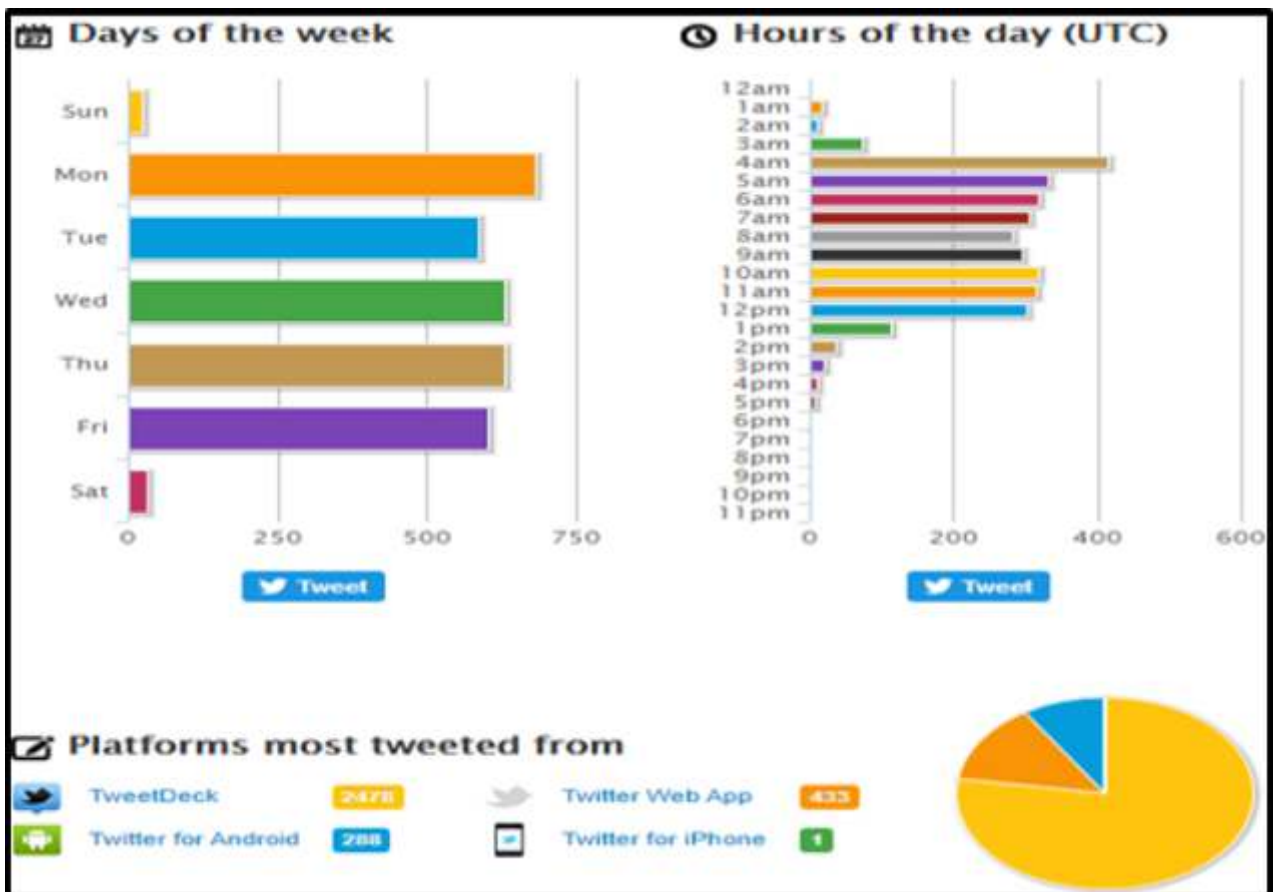 Days of the week
Sun
Mon
Tue
Wed
Thu
Fri
Sat
0 250 500 750
Tweet
Hours of the day (UTC)
12am
1am
2am
3am
4am
5am
6am
7am
8am
9am
10am
11am
12pm
1pm
2pm
3pm
4pm
5pm
6pm
7pm
8pm
9pm
10pm
11pm
0 200 400 600
Tweet
Platforms most tweeted from
TweetDeck 2478 Twitter Web App 433
Twitter for Android 288 Twitter for iPhone 1